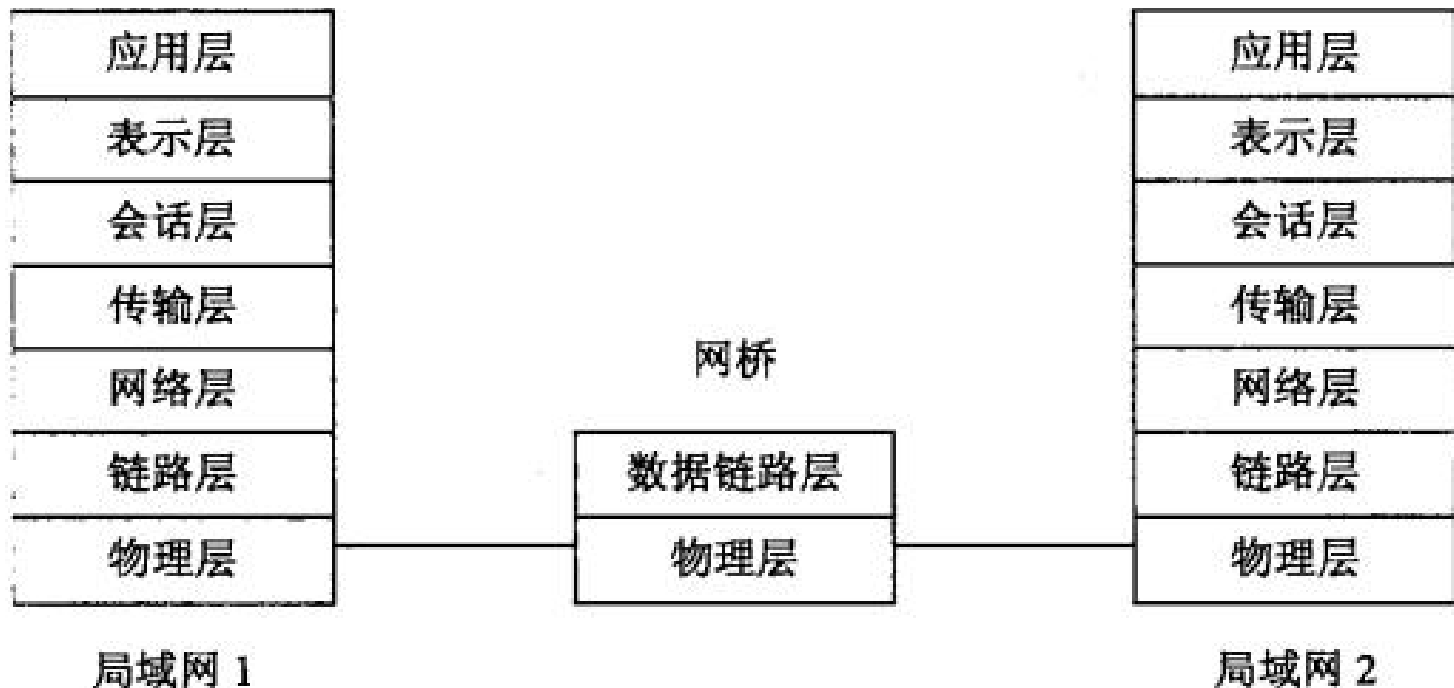 应用层
表示层
会话层
传输层
网络层
链路层
物理层
局域网 1
网桥
数据链路层
物理层
应用层
表示层
会话层
传输层
网络层
链路层
物理层
局域网 2